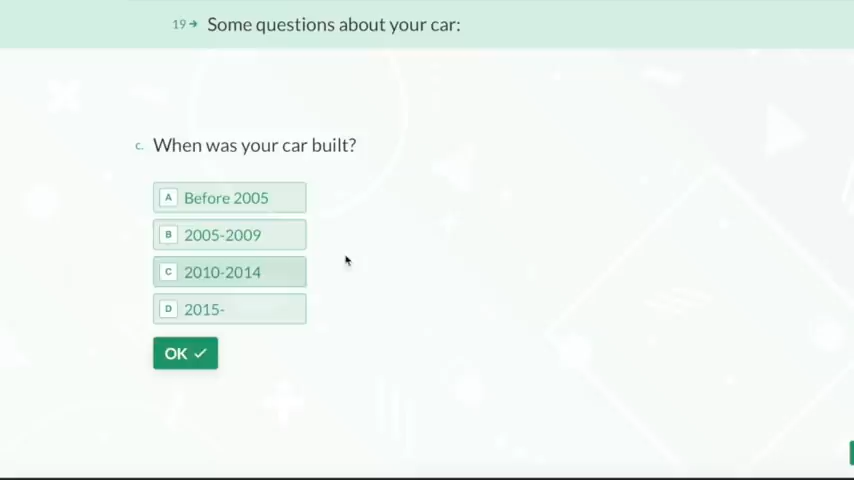 19 Some questions about your car:
c. When was your car built?
A Before 2005
B 2005-2009
C 2010-2014
D 2015-
OK